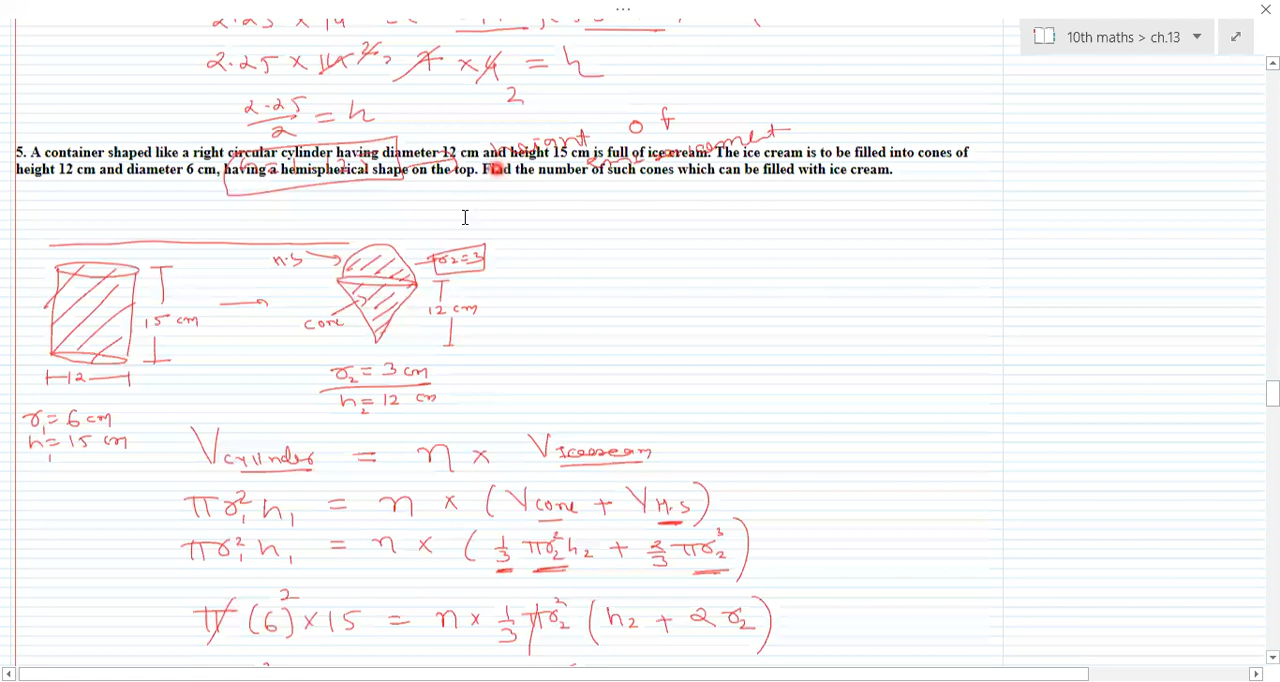 10th maths > ch.13
2.25 × 14
2.25 × 14 × 4 = h
2
2.25 = h
2
height of
embankment
5. A container shaped like a right circular cylinder having diameter 12 cm and height 15 cm is full of ice cream. The ice cream is to be filled into cones of
height 12 cm and diameter 6 cm, having a hemispherical shape on the top. Find the number of such cones which can be filled with ice cream.
H.S
r2 = 3
15 cm
12 cm
cone
12
r2 = 3 cm
h2 = 12 cm
r1 = 6 cm
h1 = 15 cm
Vcylinder = n × Vicecream
πr1²h1 = n × (Vcone + VH.S)
πr1²h1 = n × (1/3 πr2²h2 + 2/3 πr2³)
π(6)² × 15 = n × 1/3 πr2² (h2 + 2r2)